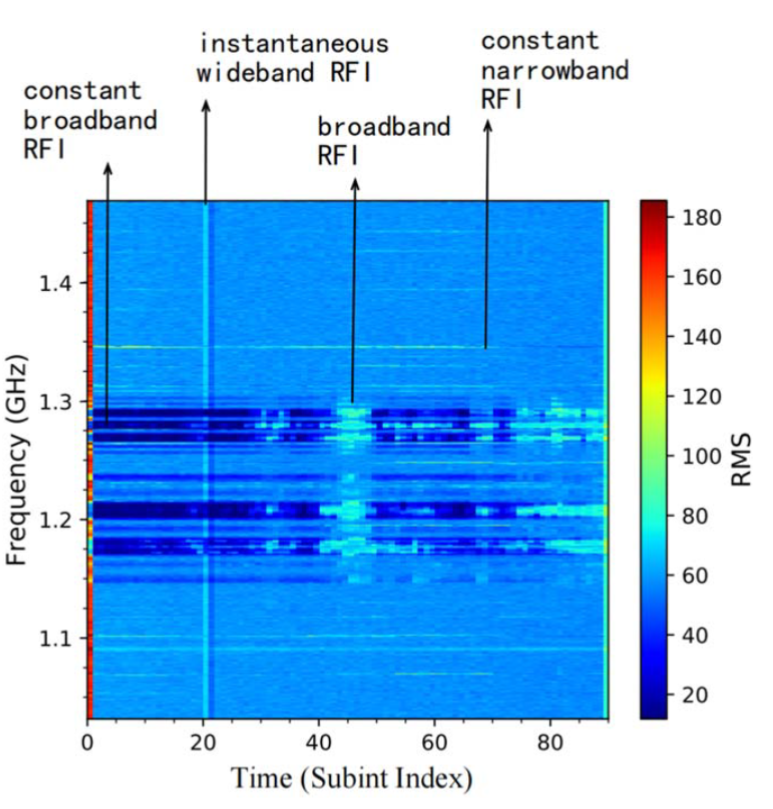 instantaneous
wideband RFI
constant
narrowband
RFI
constant
broadband
RFI
broadband
RFI
180
160
140
120
100
80
60
40
20
RMS
1.4
1.3
1.2
1.1
Frequency (GHz)
0
20
40
60
80
Time (Subint Index)